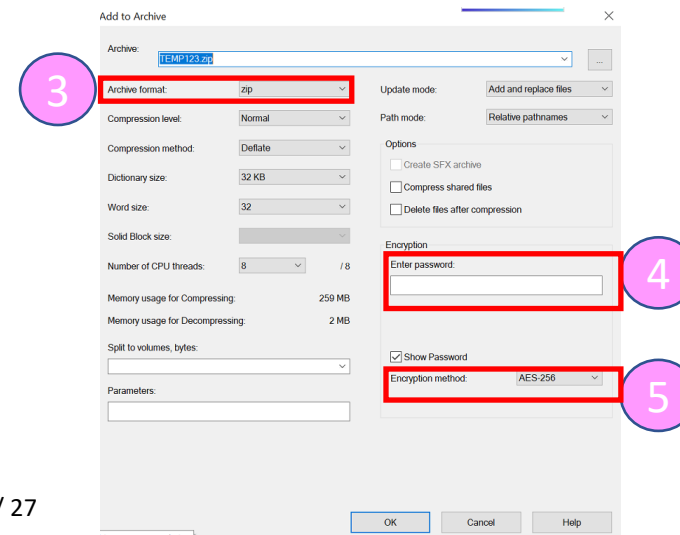 Add to Archive
Archive:
TEMP123.zip
...
3
Archive format: zip
Compression level: Normal
Compression method: Deflate
Dictionary size: 32 KB
Word size: 32
Solid Block size:
Number of CPU threads: 8 / 8
Memory usage for Compressing: 259 MB
Memory usage for Decompressing: 2 MB
Split to volumes, bytes:
Parameters:
Update mode: Add and replace files
Path mode: Relative pathnames
Options
Create SFX archive
Compress shared files
Delete files after compression
Encryption
Enter password:
4
Show Password
Encryption method: AES-256
5
/ 27
OK Cancel Help